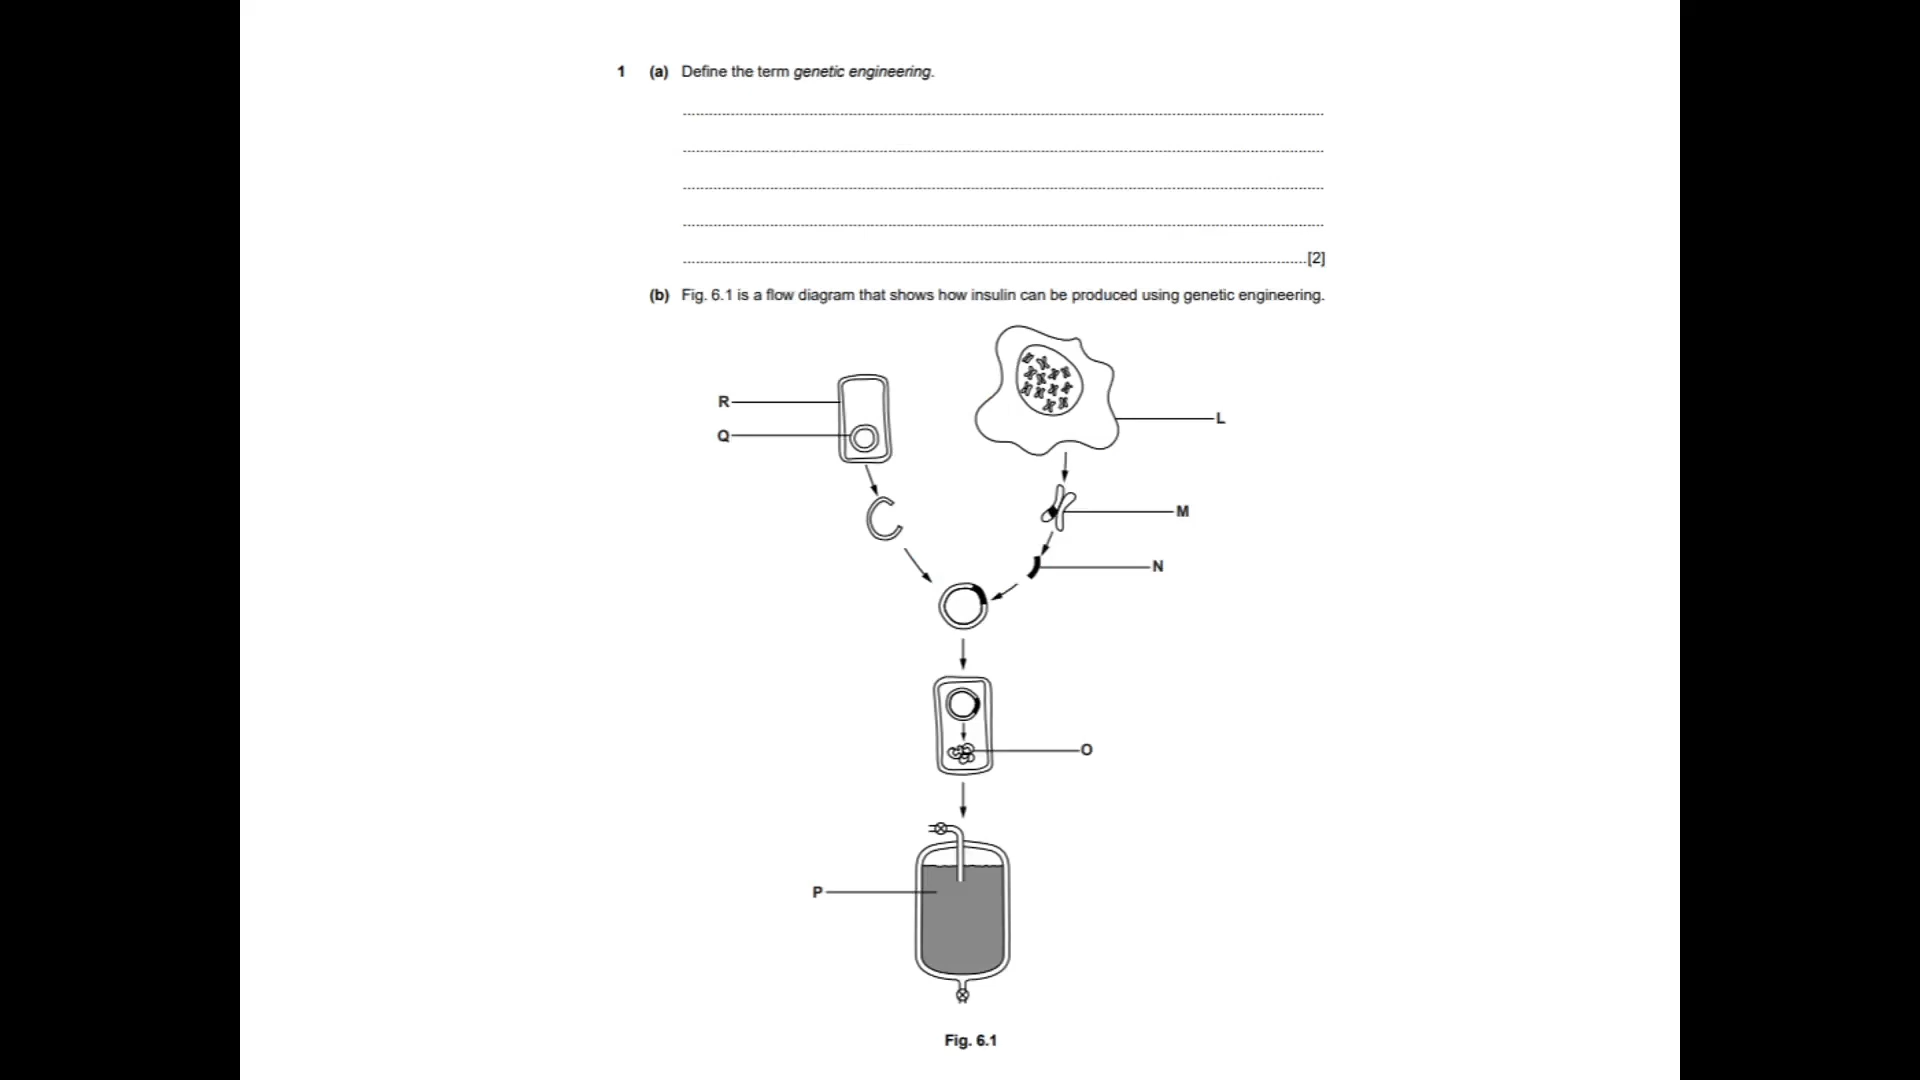 1 (a) Define the term genetic engineering.
[2]
(b) Fig. 6.1 is a flow diagram that shows how insulin can be produced using genetic engineering.
R
L
Q
M
N
O
P
Fig. 6.1